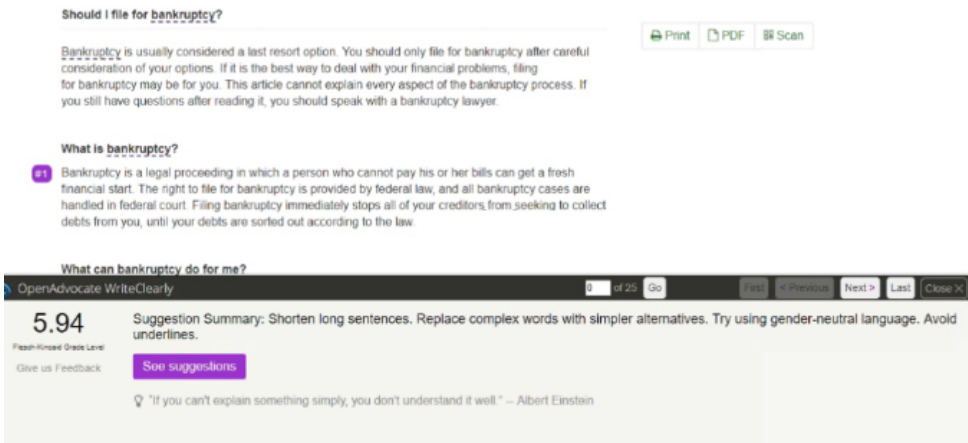 Should I file for bankruptcy?
Print PDF Scan
Bankruptcy is usually considered a last resort option. You should only file for bankruptcy after careful
consideration of your options. If it is the best way to deal with your financial problems, filing
for bankruptcy may be for you. This article cannot explain every aspect of the bankruptcy process. If
you still have questions after reading it, you should speak with a bankruptcy lawyer.
What is bankruptcy?
#1
Bankruptcy is a legal proceeding in which a person who cannot pay his or her bills can get a fresh
financial start. The right to file for bankruptcy is provided by federal law, and all bankruptcy cases are
handled in federal court. Filing bankruptcy immediately stops all of your creditors from seeking to collect
debts from you, until your debts are sorted out according to the law.
What can bankruptcy do for me?
OpenAdvocate WriteClearly 0 of 25 Go First < Previous Next > Last Close X
5.94
Flesch-Kincaid Grade Level
Give us Feedback
Suggestion Summary: Shorten long sentences. Replace complex words with simpler alternatives. Try using gender-neutral language. Avoid
underlines.
See suggestions
"If you can't explain something simply, you don't understand it well." – Albert Einstein